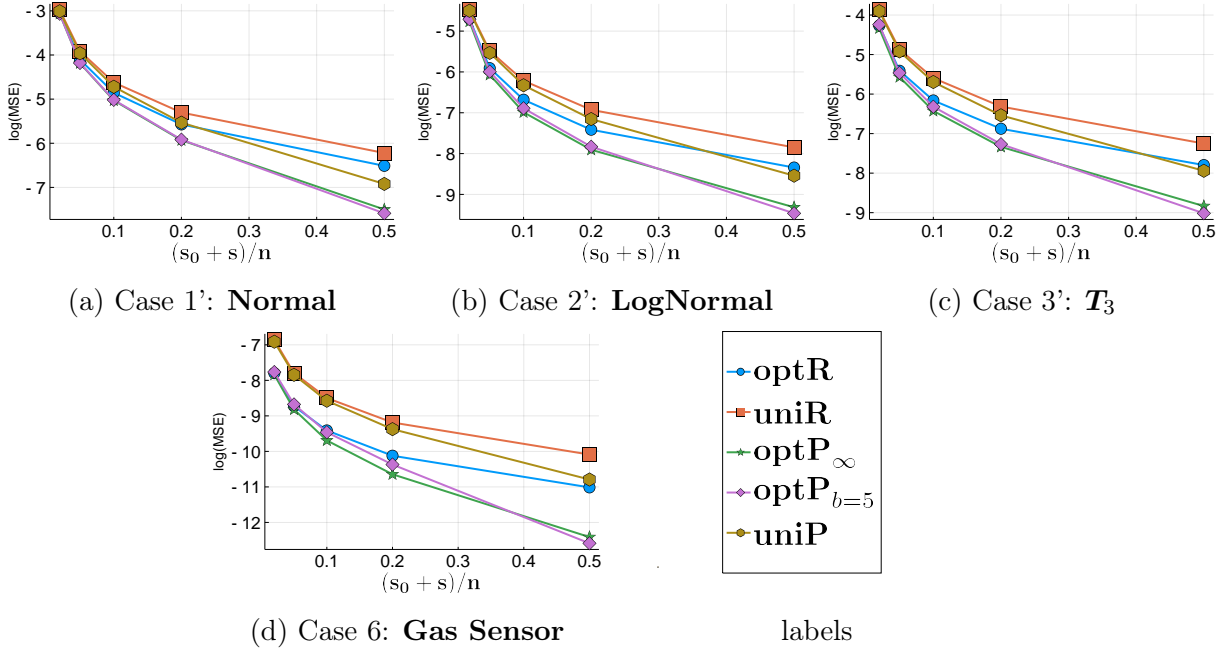 log(MSE)
- 3
- 4
- 5
- 6
- 7
0.1 0.2 0.3 0.4 0.5
(s₀ + s)/n
(a) Case 1': Normal
log(MSE)
- 5
- 6
- 7
- 8
- 9
0.1 0.2 0.3 0.4 0.5
(s₀ + s)/n
(b) Case 2': LogNormal
log(MSE)
- 4
- 5
- 6
- 7
- 8
- 9
0.1 0.2 0.3 0.4 0.5
(s₀ + s)/n
(c) Case 3': T₃
log(MSE)
- 7
- 8
- 9
- 10
- 11
- 12
0.1 0.2 0.3 0.4 0.5
(s₀ + s)/n
(d) Case 6: Gas Sensor
optR
uniR
optP∞
optP b=5
uniP
labels